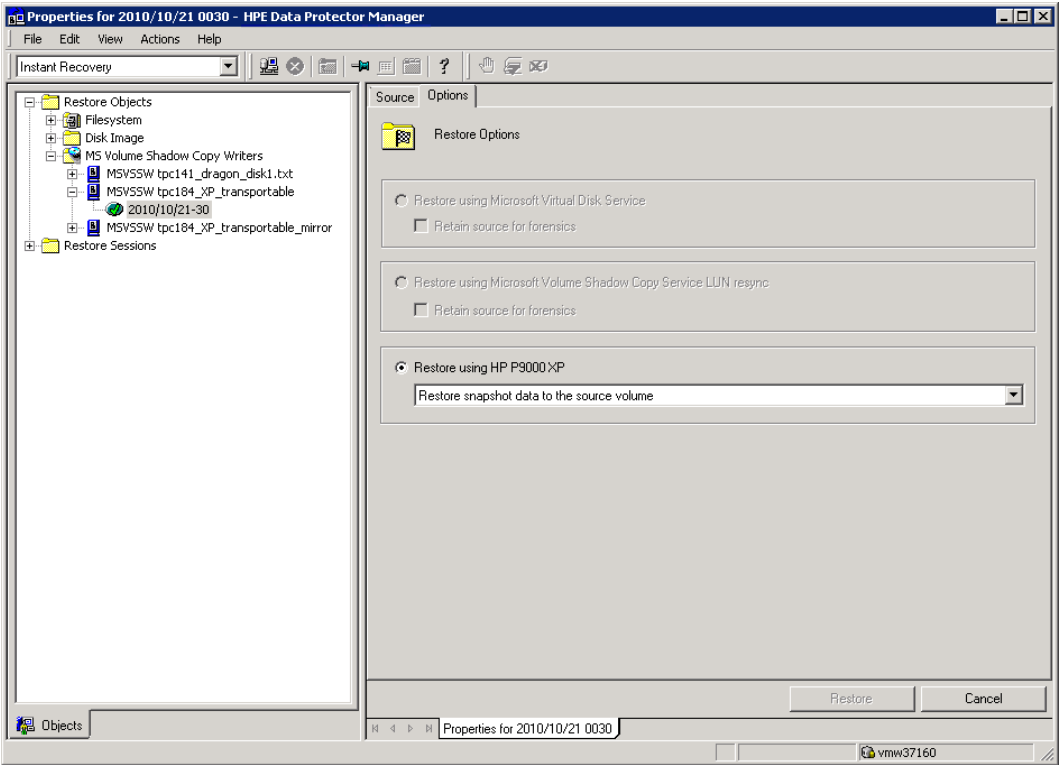 Properties for 2010/10/21 0030 - HPE Data Protector Manager
File Edit View Actions Help
Instant Recovery
Restore Objects
Filesystem
Disk Image
MS Volume Shadow Copy Writers
MSVSSW tpc141_dragon_disk1.txt
MSVSSW tpc184_XP_transportable
2010/10/21-30
MSVSSW tpc184_XP_transportable_mirror
Restore Sessions
Objects
Source Options
Restore Options
Restore using Microsoft Virtual Disk Service
Retain source for forensics
Restore using Microsoft Volume Shadow Copy Service LUN resync
Retain source for forensics
Restore using HP P9000 XP
Restore snapshot data to the source volume
Restore Cancel
Properties for 2010/10/21 0030
vmw37160